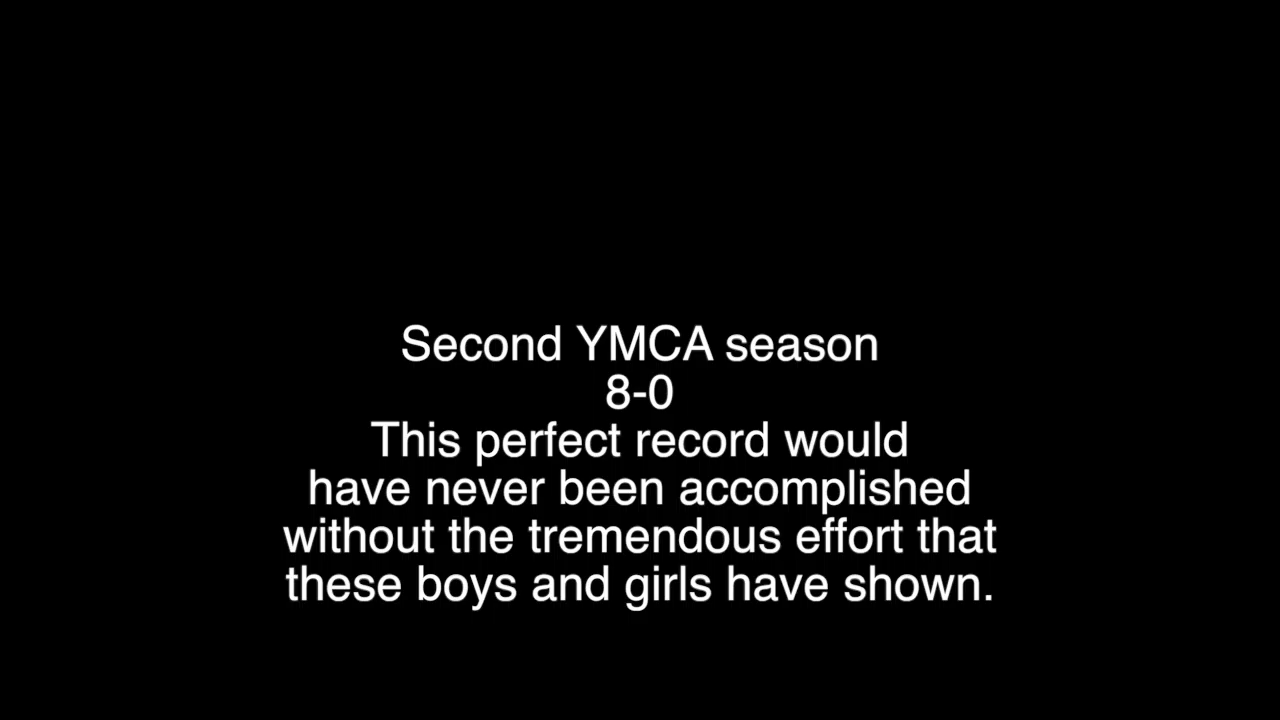 Second YMCA season
8-0
This perfect record would
have never been accomplished
without the tremendous effort that
these boys and girls have shown.